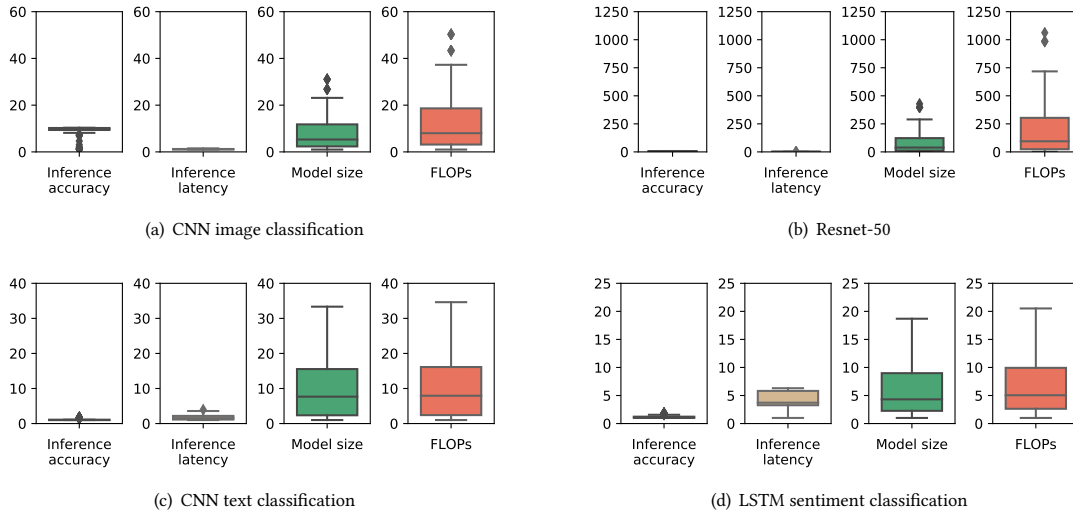 60 60 60 60
40 40 40 40
20 20 20 20
0 0 0 0
Inference accuracy
Inference latency
Model size
FLOPs
(a) CNN image classification
1250 1250 1250 1250
1000 1000 1000 1000
750 750 750 750
500 500 500 500
250 250 250 250
0 0 0 0
Inference accuracy
Inference latency
Model size
FLOPs
(b) Resnet-50
40 40 40 40
30 30 30 30
20 20 20 20
10 10 10 10
0 0 0 0
Inference accuracy
Inference latency
Model size
FLOPs
(c) CNN text classification
25 25 25 25
20 20 20 20
15 15 15 15
10 10 10 10
5 5 5 5
0 0 0 0
Inference accuracy
Inference latency
Model size
FLOPs
(d) LSTM sentiment classification